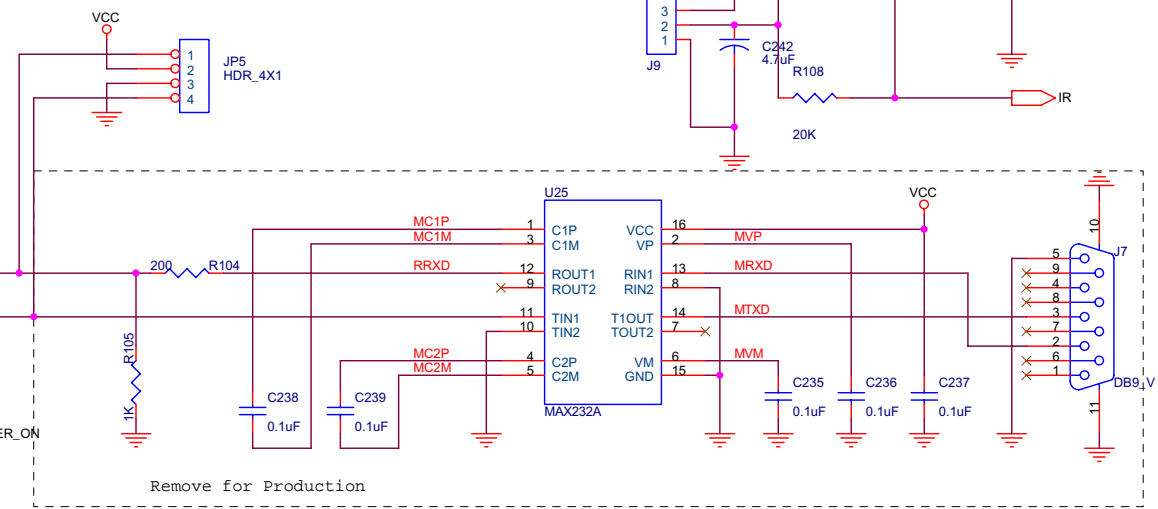 VCC
1
2
3
4
JP5
HDR_4X1
3
2
1
J9
C242
4.7uF
R108
20K
IR
U25
MC1P
1
C1P
VCC
16
MC1M
3
C1M
VP
2
MVP
200
R104
RRXD
12
ROUT1
RIN1
13
MRXD
9
ROUT2
RIN2
8
11
TIN1
T1OUT
14
MTXD
10
TIN2
TOUT2
7
MC2P
4
C2P
VM
6
MVM
MC2M
5
C2M
GND
15
MAX232A
R105
1K
C238
0.1uF
C239
0.1uF
C235
0.1uF
C236
0.1uF
C237
0.1uF
VCC
10
J7
5
9
4
8
3
7
2
6
1
DB9_V
11
ER_ON
Remove for Production